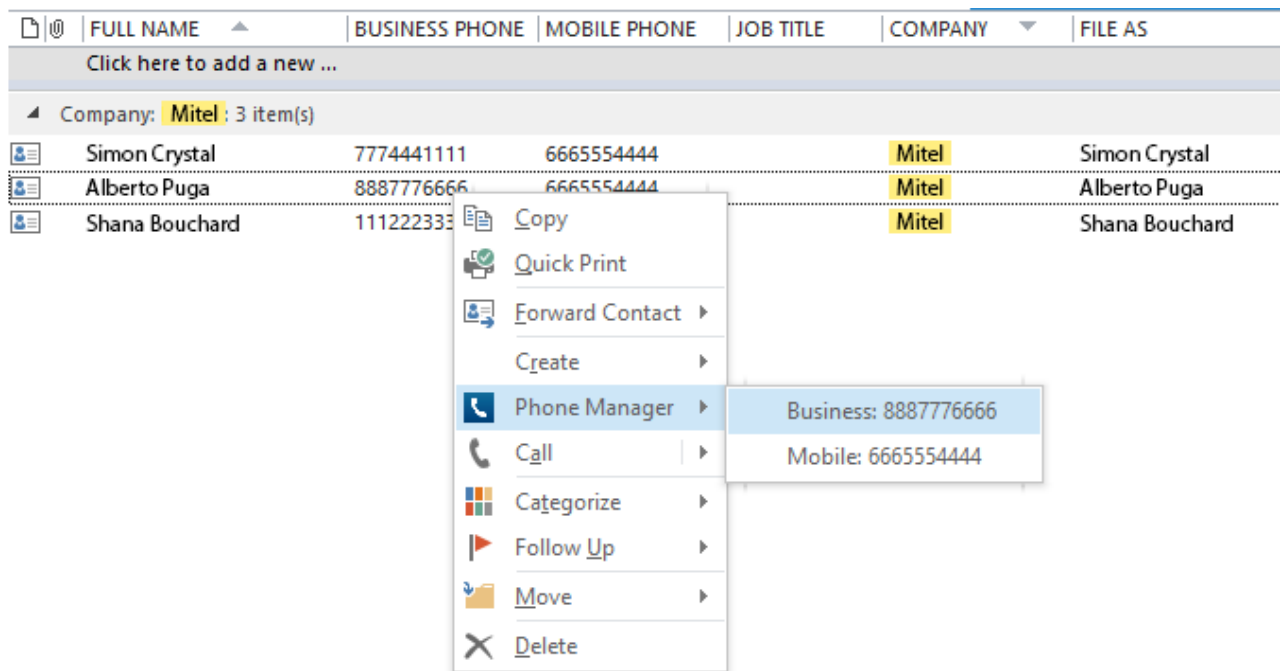 FULL NAME BUSINESS PHONE MOBILE PHONE JOB TITLE COMPANY FILE AS
Click here to add a new ...
Company: Mitel : 3 item(s)
Simon Crystal 7774441111 6665554444 Mitel Simon Crystal
Alberto Puga 8887776666 6665554444 Mitel Alberto Puga
Shana Bouchard 111222333 Mitel Shana Bouchard
Copy
Quick Print
Forward Contact
Create
Phone Manager
Business: 8887776666
Call
Mobile: 6665554444
Categorize
Follow Up
Move
Delete